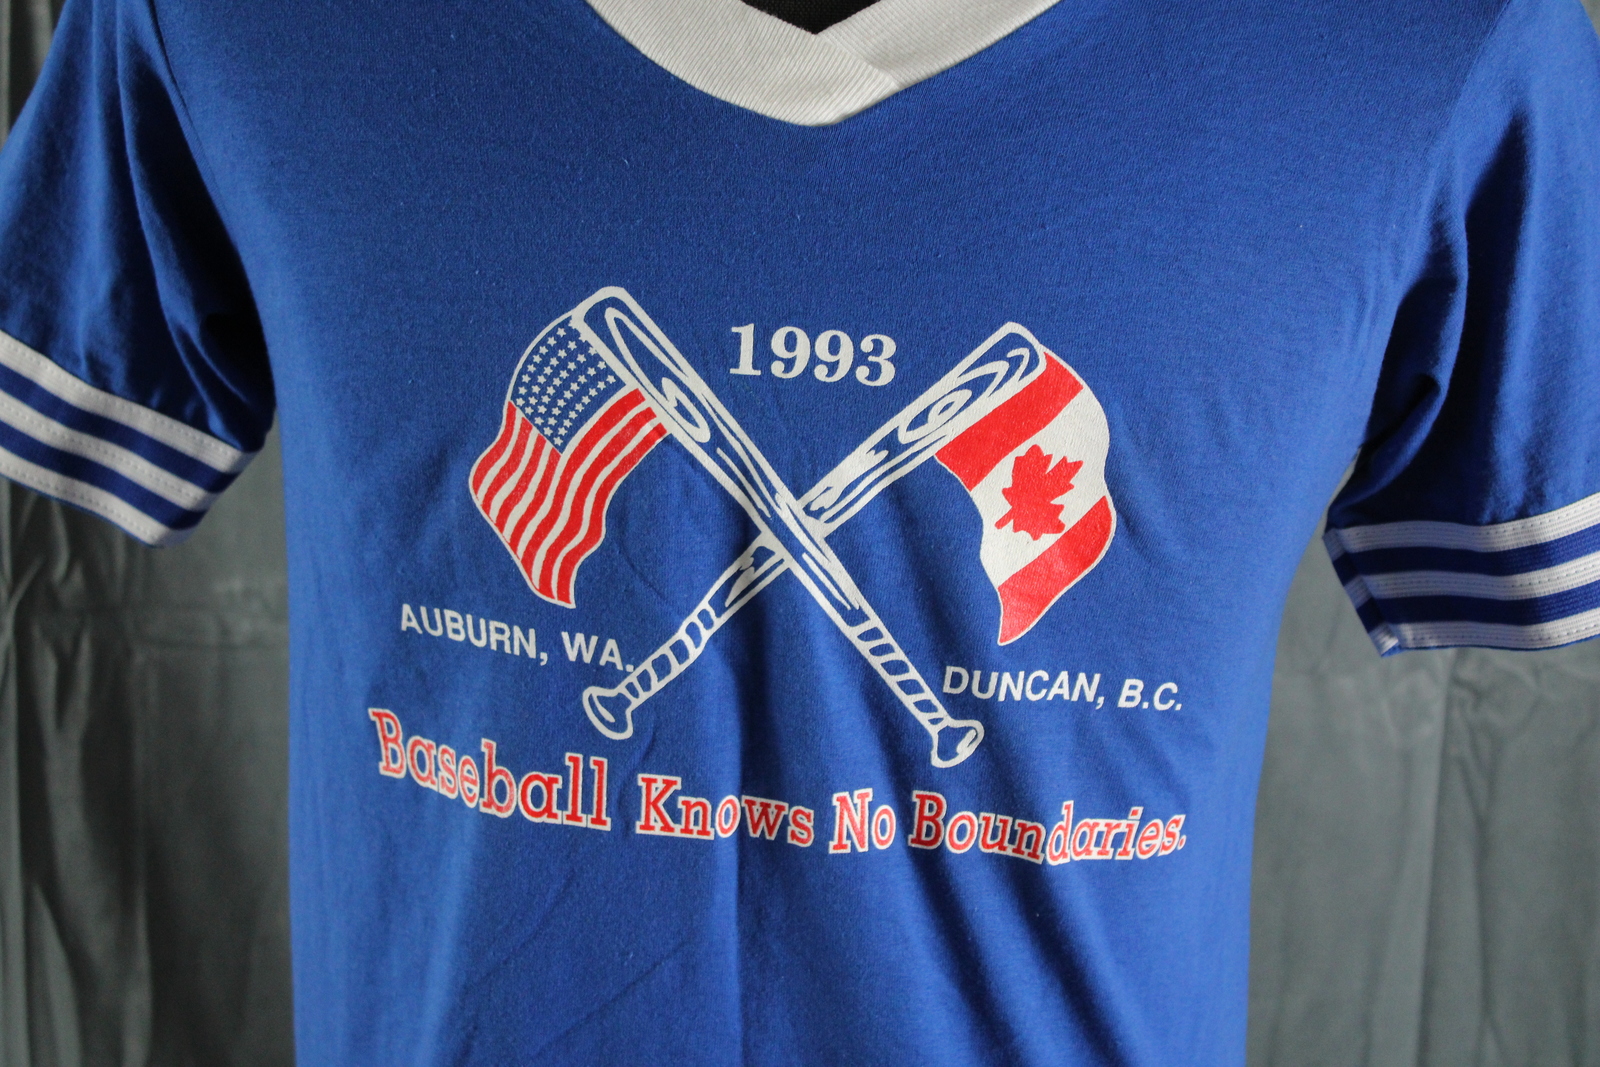 1993
AUBURN, WA.
DUNCAN, B.C.
Baseball Knows No Boundaries.